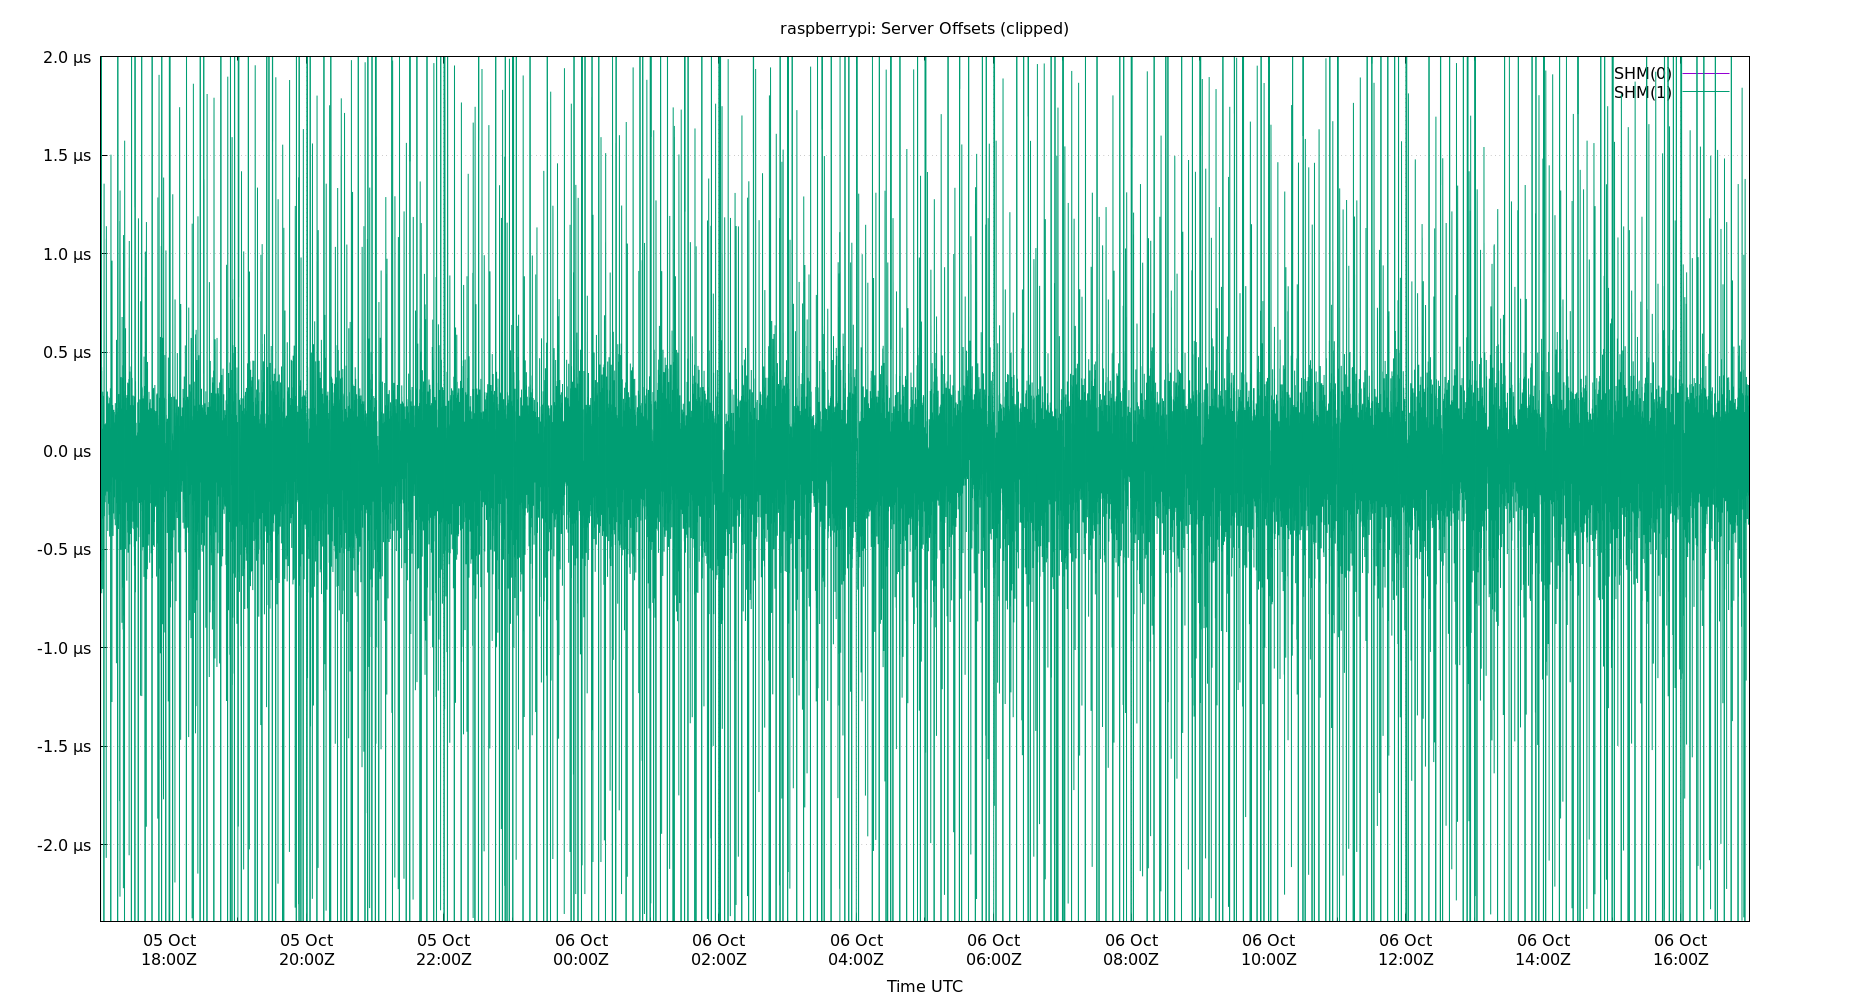 raspberrypi: Server Offsets (clipped)
2.0 µs
1.5 µs
1.0 µs
0.5 µs
0.0 µs
-0.5 µs
-1.0 µs
-1.5 µs
-2.0 µs
SHM(0)
SHM(1)
05 Oct 05 Oct 05 Oct 06 Oct 06 Oct 06 Oct 06 Oct 06 Oct 06 Oct 06 Oct 06 Oct 06 Oct
18:00Z 20:00Z 22:00Z 00:00Z 02:00Z 04:00Z 06:00Z 08:00Z 10:00Z 12:00Z 14:00Z 16:00Z
Time UTC